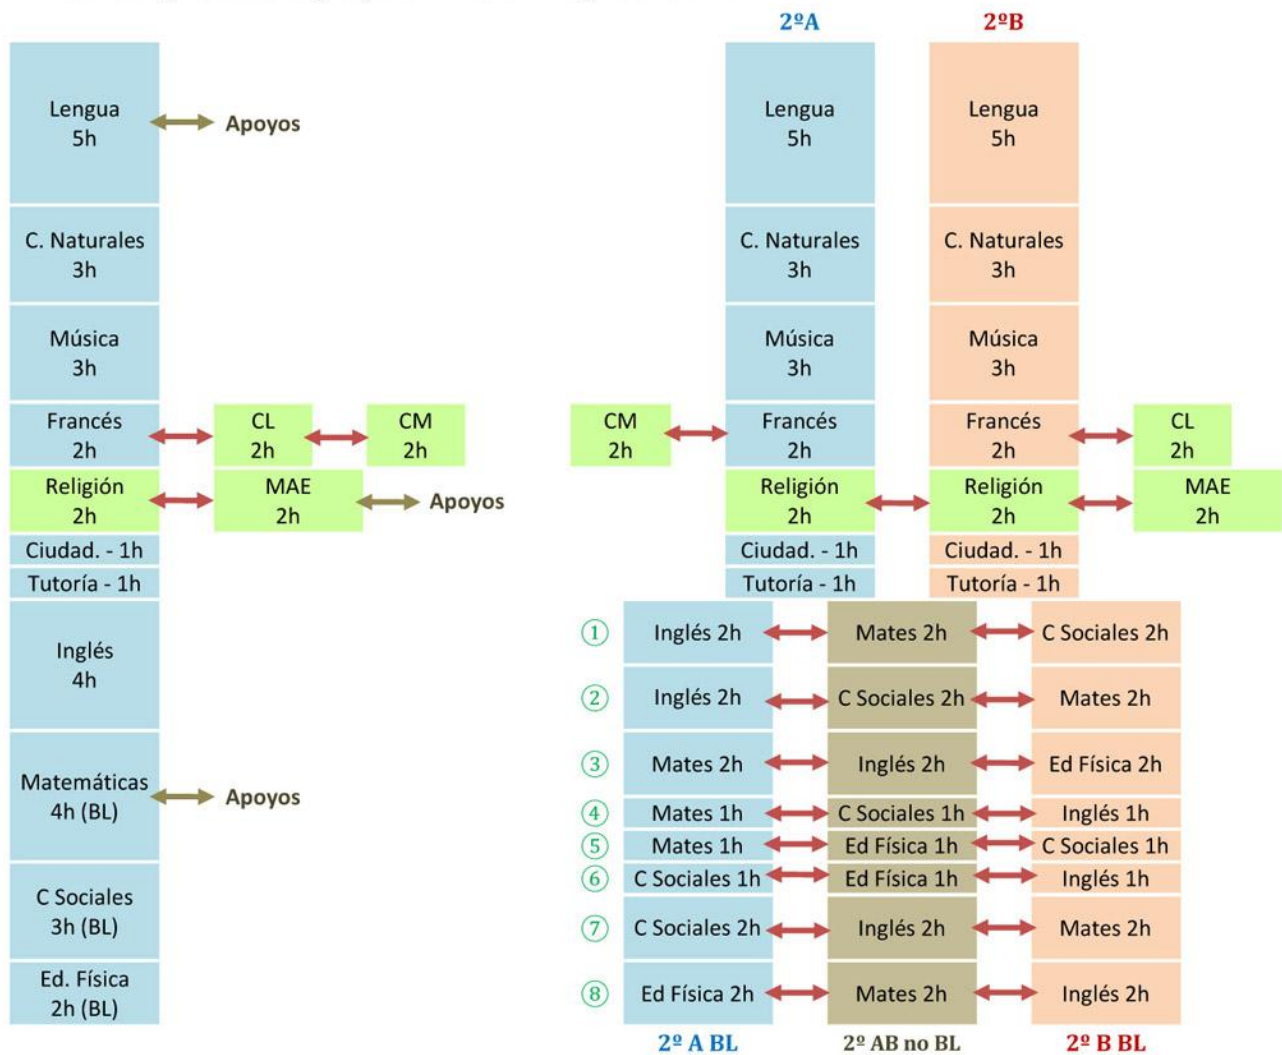 2ºA
2ºB
Lengua
5h
Apoyos
C. Naturales
3h
Música
3h
Francés
2h
CL
2h
CM
2h
Religión
2h
MAE
2h
Apoyos
Ciudad. - 1h
Tutoría - 1h
Inglés
4h
Matemáticas
4h (BL)
Apoyos
C Sociales
3h (BL)
Ed. Física
2h (BL)
Lengua
5h
Lengua
5h
C. Naturales
3h
C. Naturales
3h
Música
3h
Música
3h
CM
2h
Francés
2h
Francés
2h
CL
2h
Religión
2h
Religión
2h
MAE
2h
Ciudad. - 1h
Ciudad. - 1h
Tutoría - 1h
Tutoría - 1h
① Inglés 2h Mates 2h C Sociales 2h
② Inglés 2h C Sociales 2h Mates 2h
③ Mates 2h Inglés 2h Ed Física 2h
④ Mates 1h C Sociales 1h Inglés 1h
⑤ Mates 1h Ed Física 1h C Sociales 1h
⑥ C Sociales 1h Ed Física 1h Inglés 1h
⑦ C Sociales 2h Inglés 2h Mates 2h
⑧ Ed Física 2h Mates 2h Inglés 2h
2º A BL 2º AB no BL 2º B BL